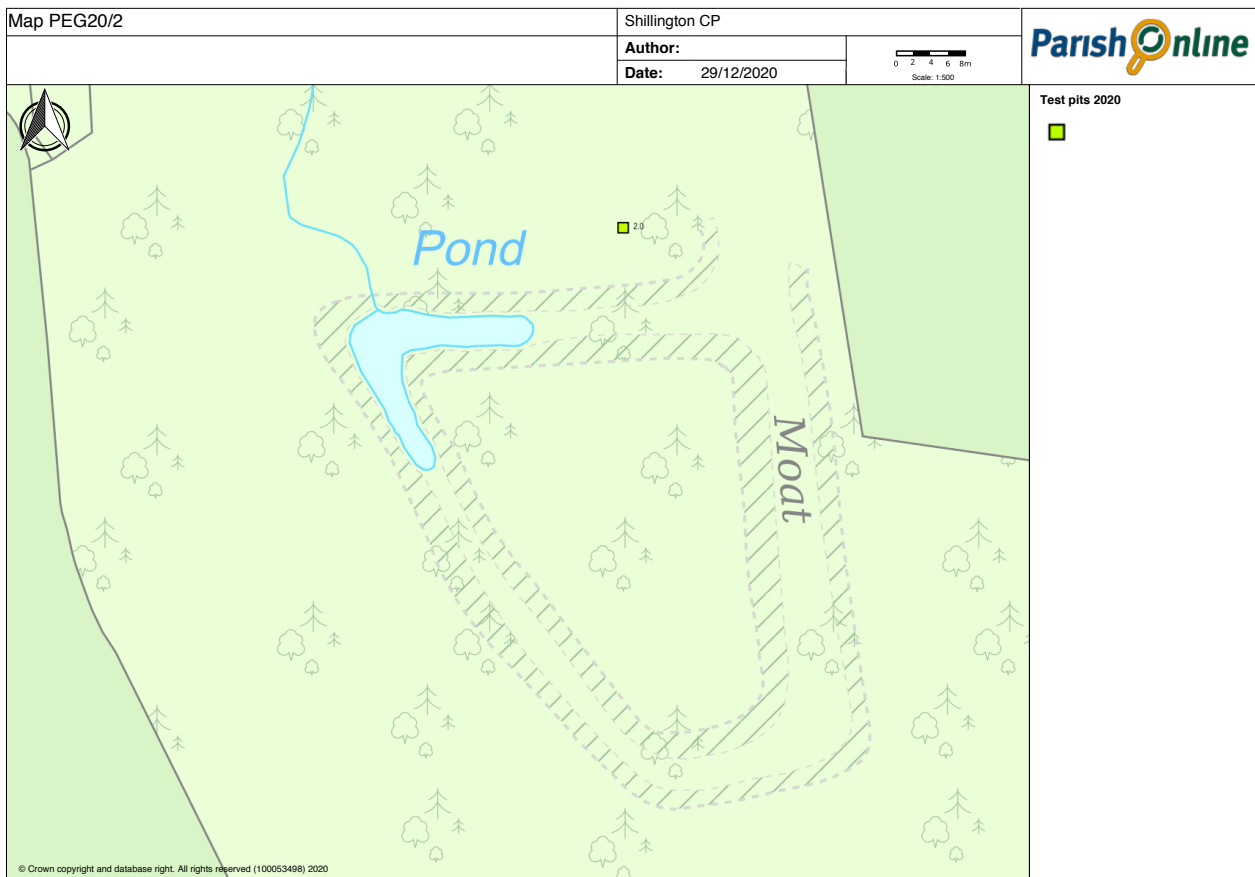 Map PEG20/2
Shillington CP
Author:
Date: 29/12/2020
0 2 4 6 8m
Scale: 1:500
Parish Online
Test pits 2020
2.0
Pond
Moat
© Crown copyright and database right. All rights reserved (100053498) 2020